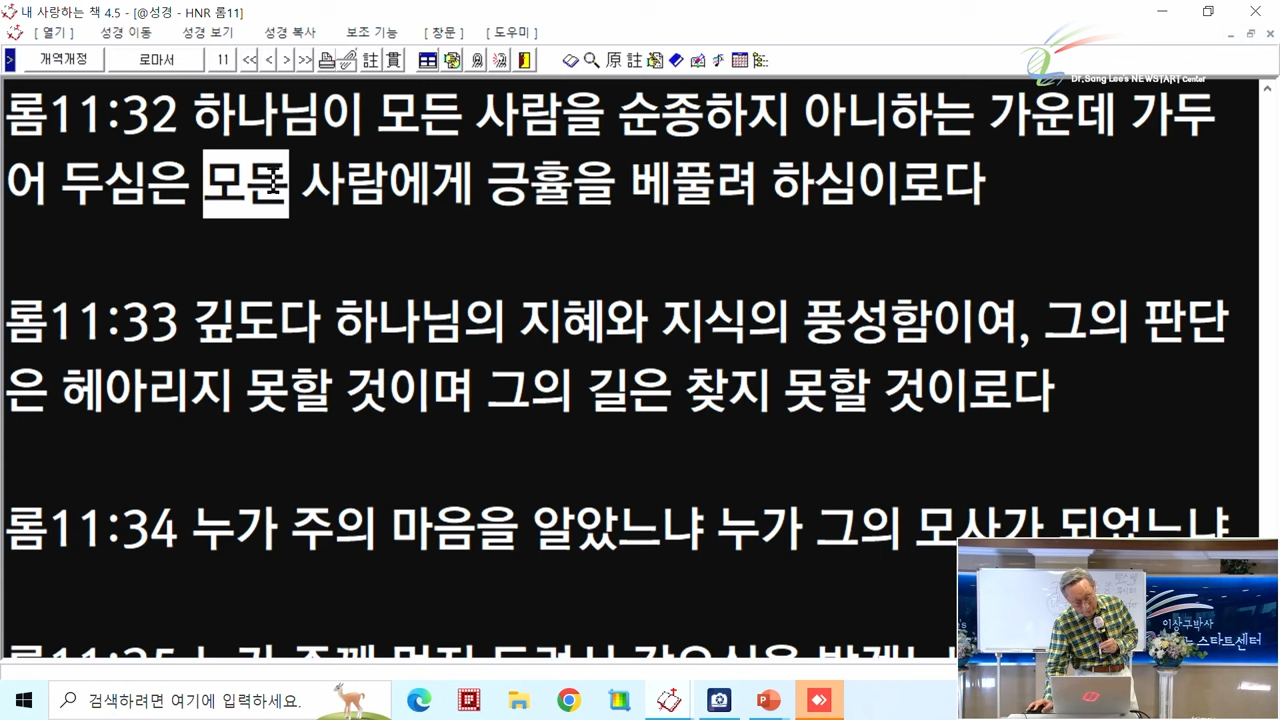 내 사랑하는 책 4.5 - [@성경 - HNR 롬11]
[ 열기 ] 성경 이동 성경 보기 성경 복사 보조 기능 [ 창문 ] [ 도우미 ]
개역개정 로마서 11 << < > >> 註 貫 原 註
Dr.Sang Lee's NEWSTART Center
롬11:32 하나님이 모든 사람을 순종하지 아니하는 가운데 가두
어 두심은 모든 사람에게 긍휼을 베풀려 하심이로다
롬11:33 깊도다 하나님의 지혜와 지식의 풍성함이여, 그의 판단
은 헤아리지 못할 것이며 그의 길은 찾지 못할 것이로다
롬11:34 누가 주의 마음을 알았느냐 누가 그의 모사가 되었느냐
이상구박사
스타트센터
검색하려면 여기에 입력하세요.